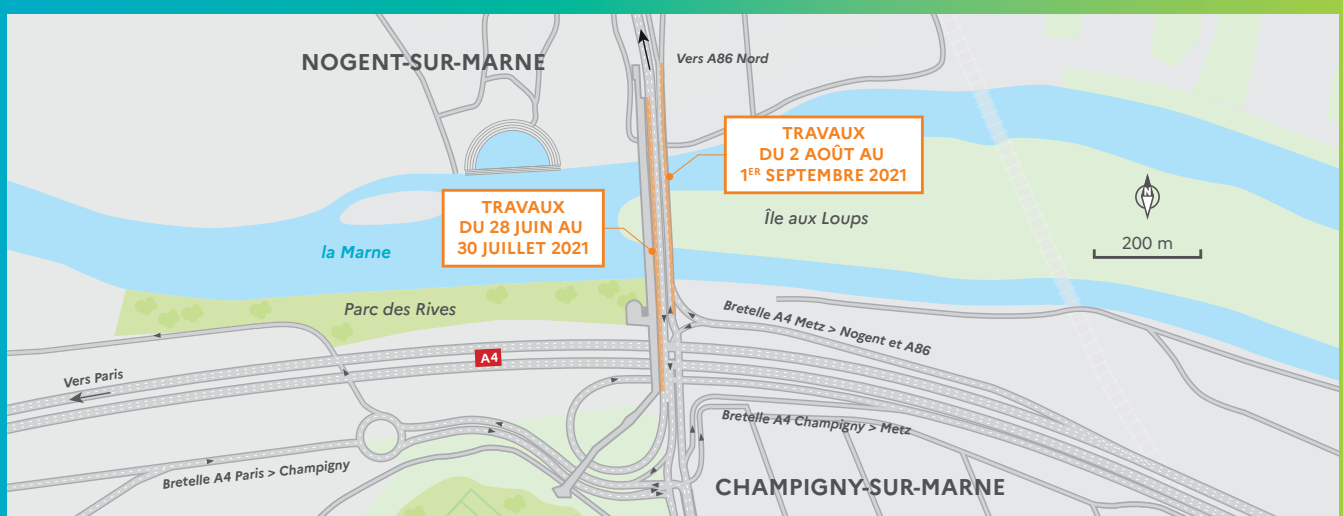 NOGENT-SUR-MARNE
Vers A86 Nord
TRAVAUX
DU 2 AOÛT AU
1ER SEPTEMBRE 2021
N
TRAVAUX
DU 28 JUIN AU
30 JUILLET 2021
Île aux Loups
200 m
la Marne
Parc des Rives
Bretelle A4 Metz > Nogent et A86
A4
Vers Paris
Bretelle A4 Champigny > Metz
Bretelle A4 Paris > Champigny
CHAMPIGNY-SUR-MARNE